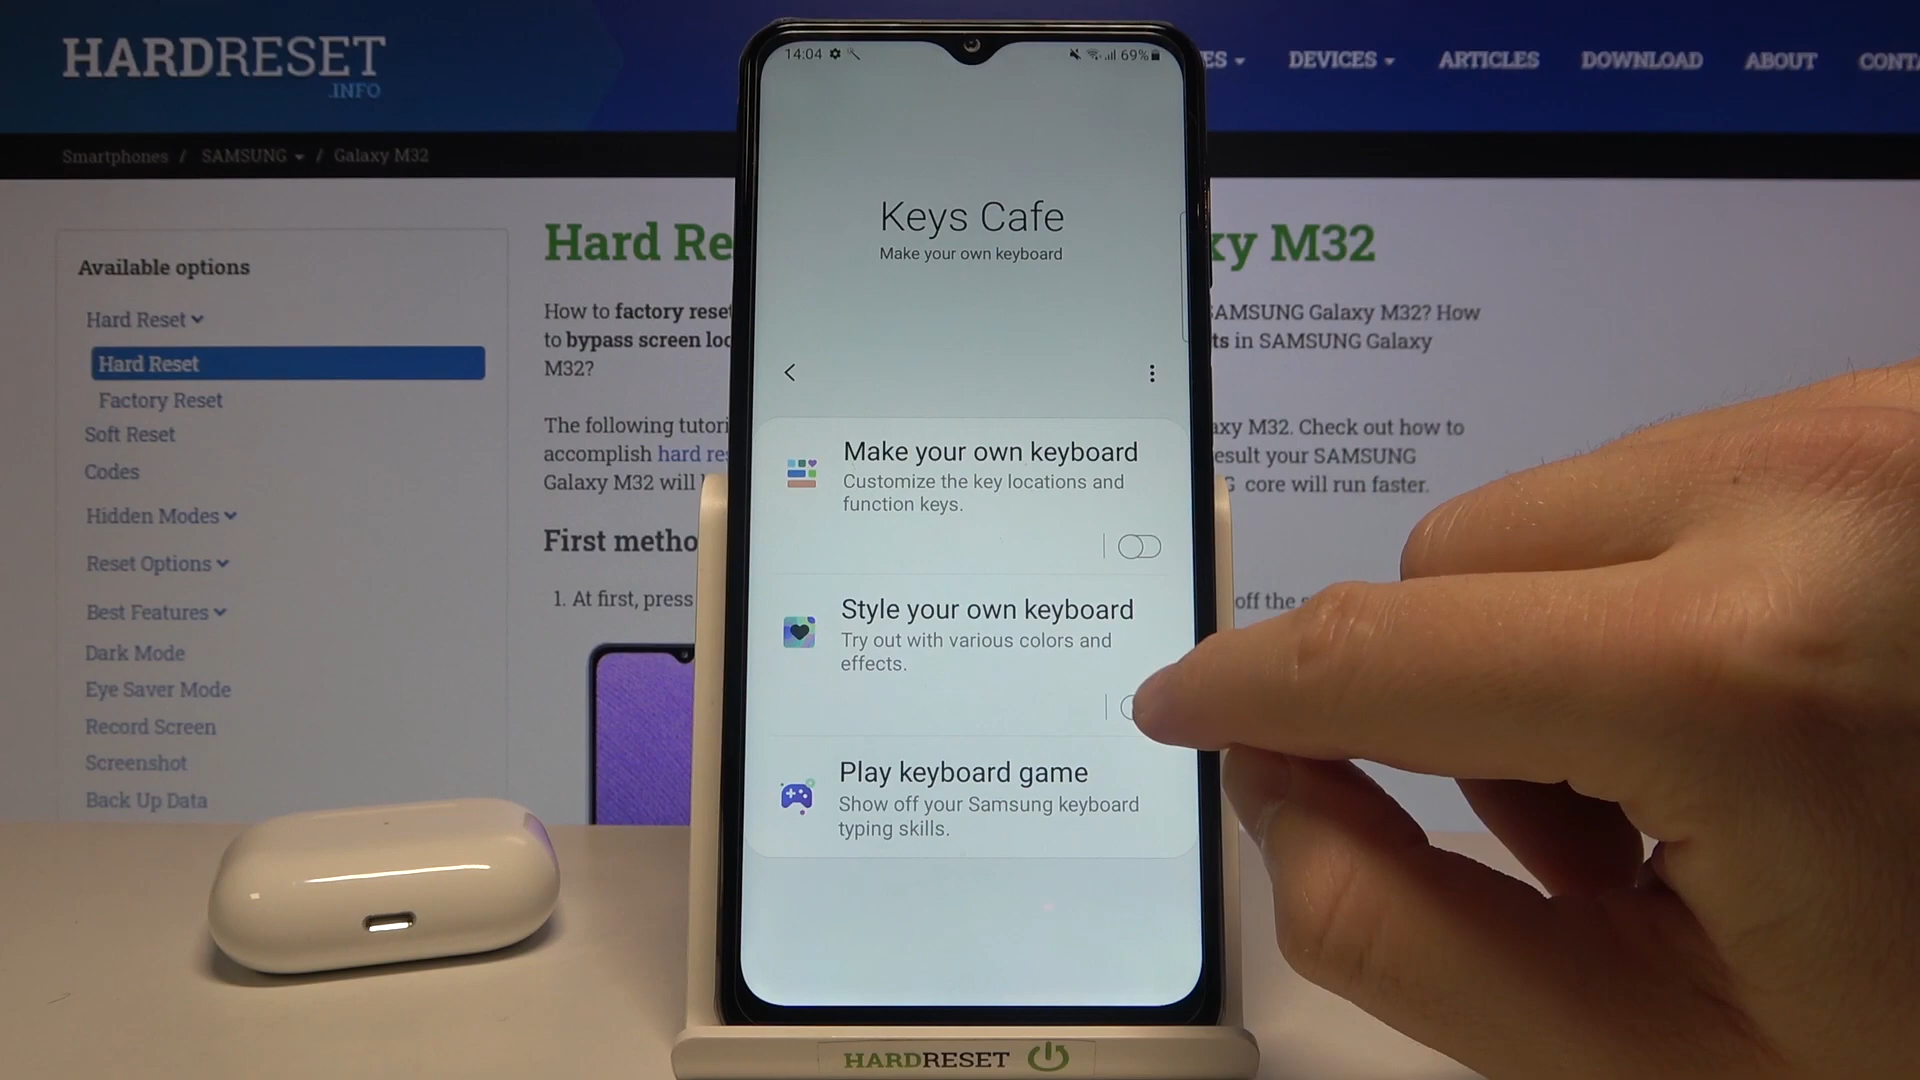 HARDRESET
.INFO
DEVICES
ARTICLES
DOWNLOAD
ABOUT
Smartphones / SAMSUNG / Galaxy M32
Available options
Hard Reset
Hard Reset
Factory Reset
Soft Reset
Codes
Hidden Modes
Reset Options
Best Features
Dark Mode
Eye Saver Mode
Record Screen
Screenshot
Back Up Data
Hard Re
xy M32
How to factory reset
SAMSUNG Galaxy M32? How
to bypass screen loc
ts in SAMSUNG Galaxy
M32?
The following tutori
axy M32. Check out how to
accomplish hard res
esult your SAMSUNG
Galaxy M32 will
core will run faster.
First metho
1. At first, press
off the s
14:04
69%
Keys Cafe
Make your own keyboard
Make your own keyboard
Customize the key locations and
function keys.
Style your own keyboard
Try out with various colors and
effects.
Play keyboard game
Show off your Samsung keyboard
typing skills.
HARDRESET